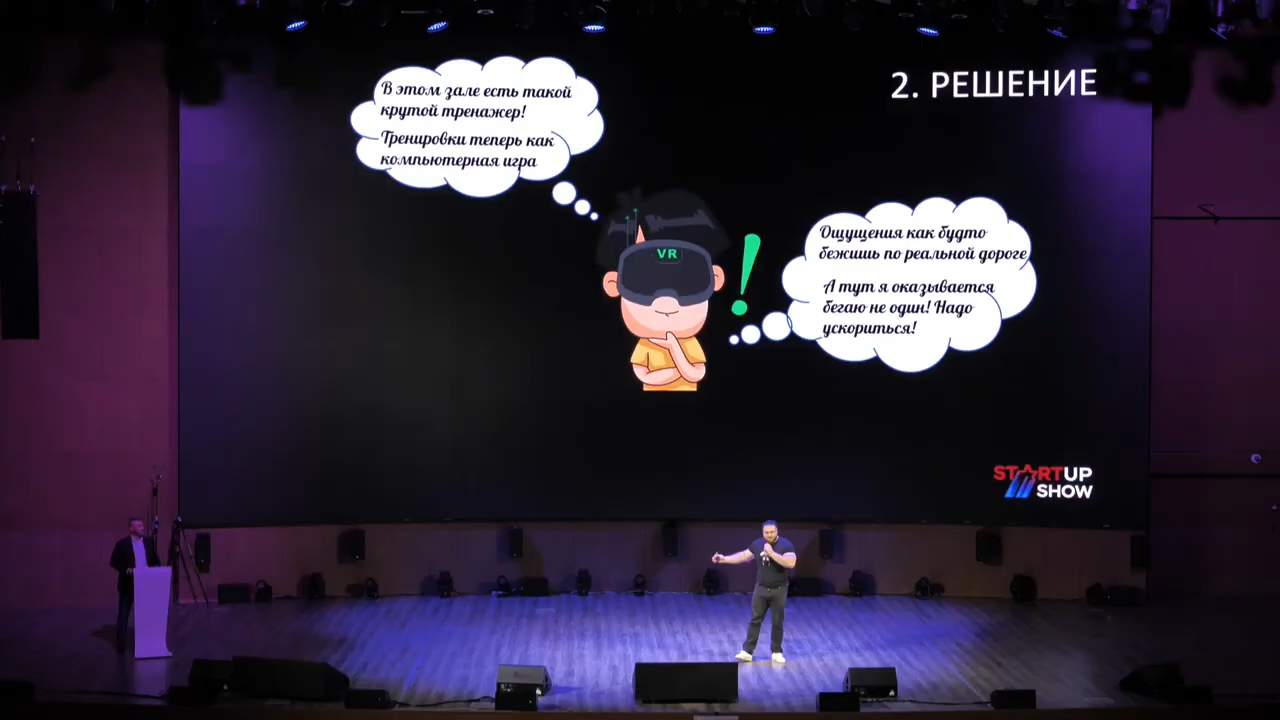 2. РЕШЕНИЕ
В этом зале есть такой
крутой тренажер!
Тренировки теперь как
компьютерная игра
VR
Ощущения как будто
бежишь по реальной дороге
А тут я оказывается
бегаю не один! Надо
ускориться!
STARTUP
SHOW